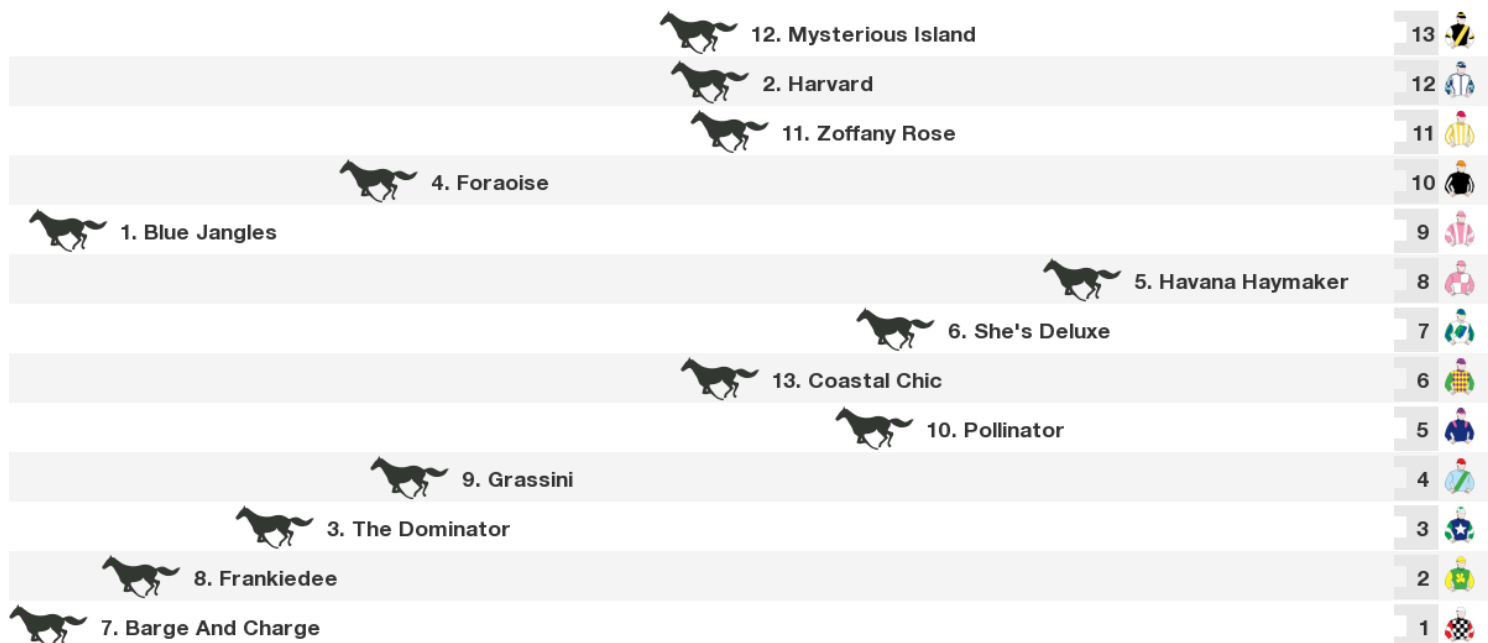 12. Mysterious Island 13
2. Harvard 12
11. Zoffany Rose 11
4. Foraoise 10
1. Blue Jangles 9
5. Havana Haymaker 8
6. She's Deluxe 7
13. Coastal Chic 6
10. Pollinator 5
9. Grassini 4
3. The Dominator 3
8. Frankiedee 2
7. Barge And Charge 1